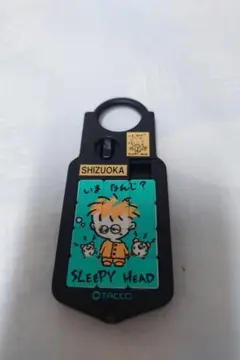 SHIZUOKA
いま なんじ?
SLEEPY HEAD
©TACCO